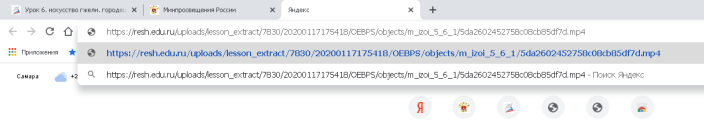 Урок 6. искусство гжели. городе
Минпросвещения России
Яндекс
https://resh.edu.ru/uploads/lesson_extract/7830/20200117175418/OEBPS/objects/m_izoi_5_6_1/5da2602452758c08cb85df7d.mp4
Приложения
https://resh.edu.ru/uploads/lesson_extract/7830/20200117175418/OEBPS/objects/m_izoi_5_6_1/5da2602452758c08cb85df7d.mp4
Самара +2
https://resh.edu.ru/uploads/lesson_extract/7830/20200117175418/OEBPS/objects/m_izoi_5_6_1/5da2602452758c08cb85df7d.mp4 - Поиск Яндекс
Я